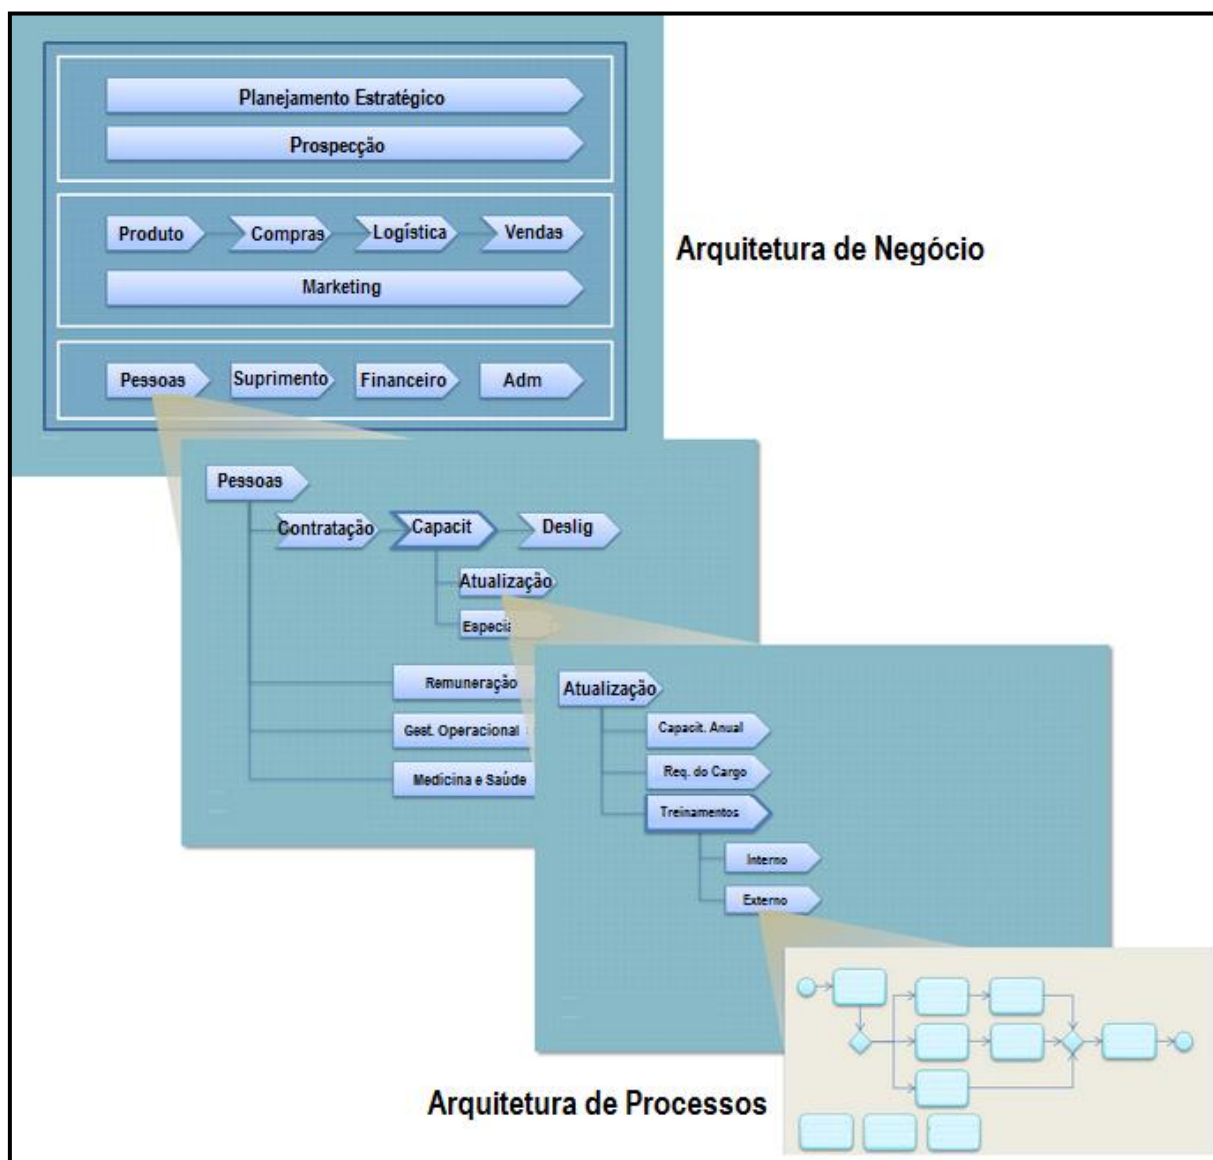 Planejamento Estratégico
Prospecção
Produto
Compras
Logística
Vendas
Marketing
Arquitetura de Negócio
Pessoas
Suprimento
Financeiro
Adm
Pessoas
Contratação
Capacit
Deslig
Atualização
Especia
Remuneração
Gest. Operacional
Medicina e Saúde
Atualização
Capacit. Anual
Req. do Cargo
Treinamentos
Interno
Externo
Arquitetura de Processos